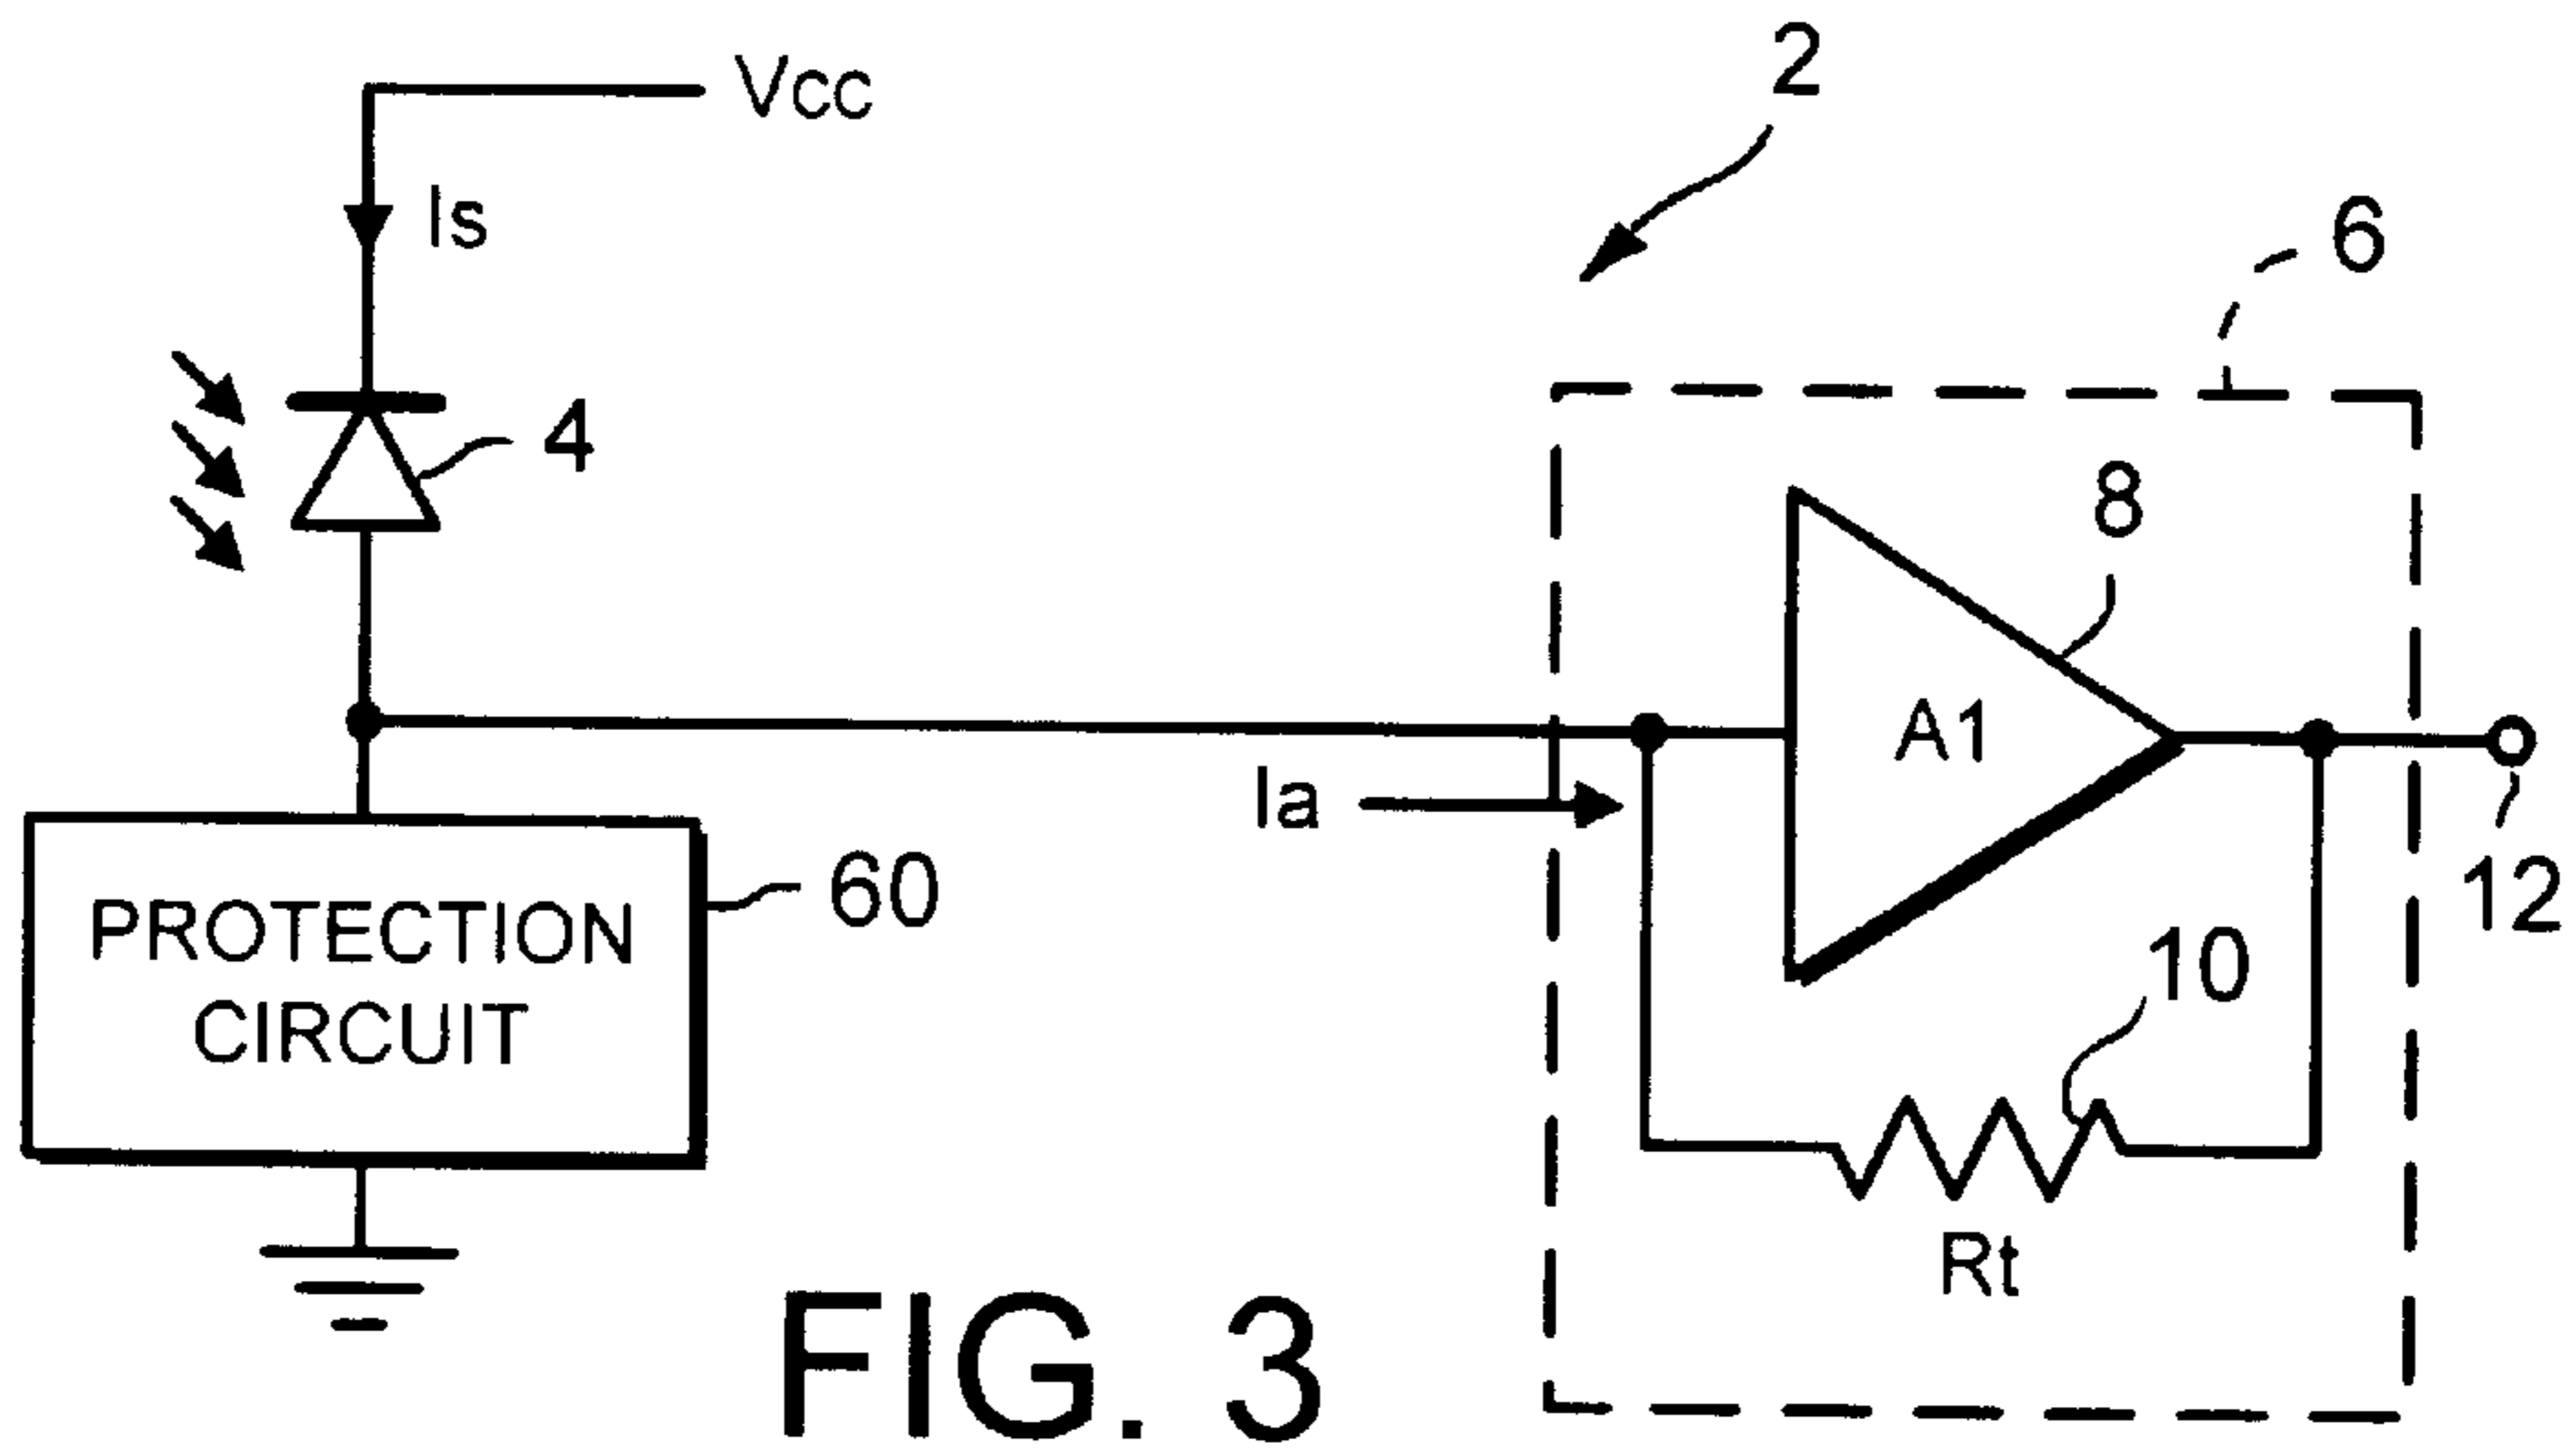 Vcc
2
Is
6
4
8
A1
Ia
60
12
PROTECTION
CIRCUIT
10
Rt
FIG. 3